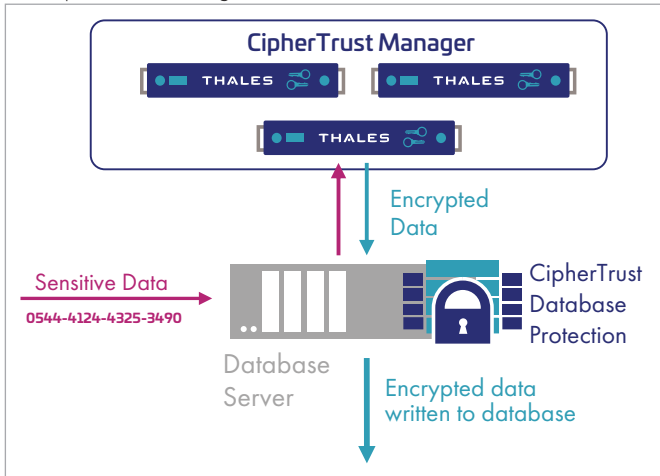 CipherTrust Manager
THALES
THALES
THALES
Encrypted
Data
Sensitive Data
0544-4124-4325-3490
CipherTrust
Database
Protection
Database
Server
Encrypted data
written to database